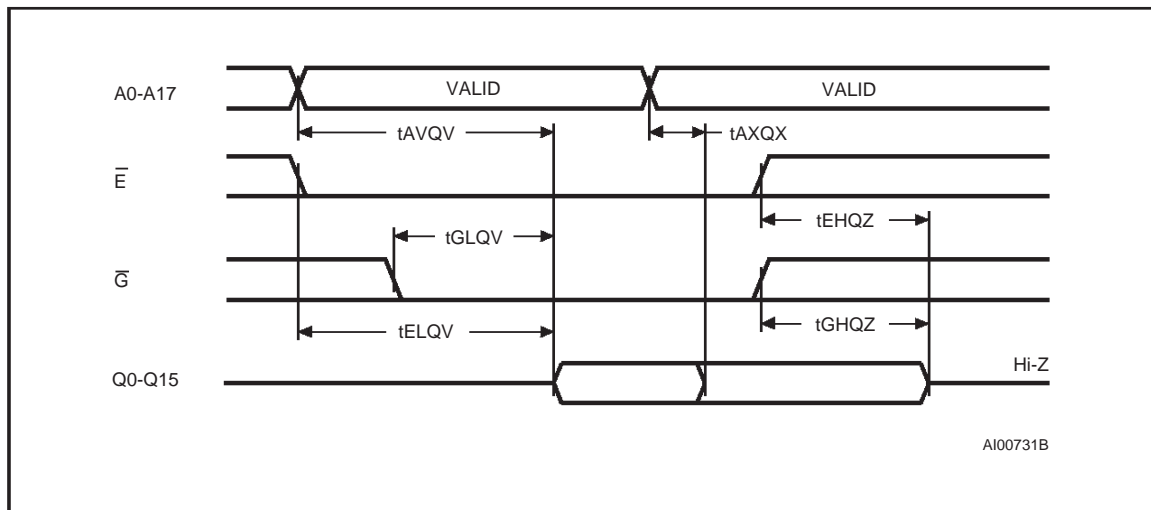 A0-A17
VALID
VALID
tAVQV
tAXQX
E
tEHQZ
tGLQV
G
tGHQZ
tELQV
Q0-Q15
Hi-Z
AI00731B